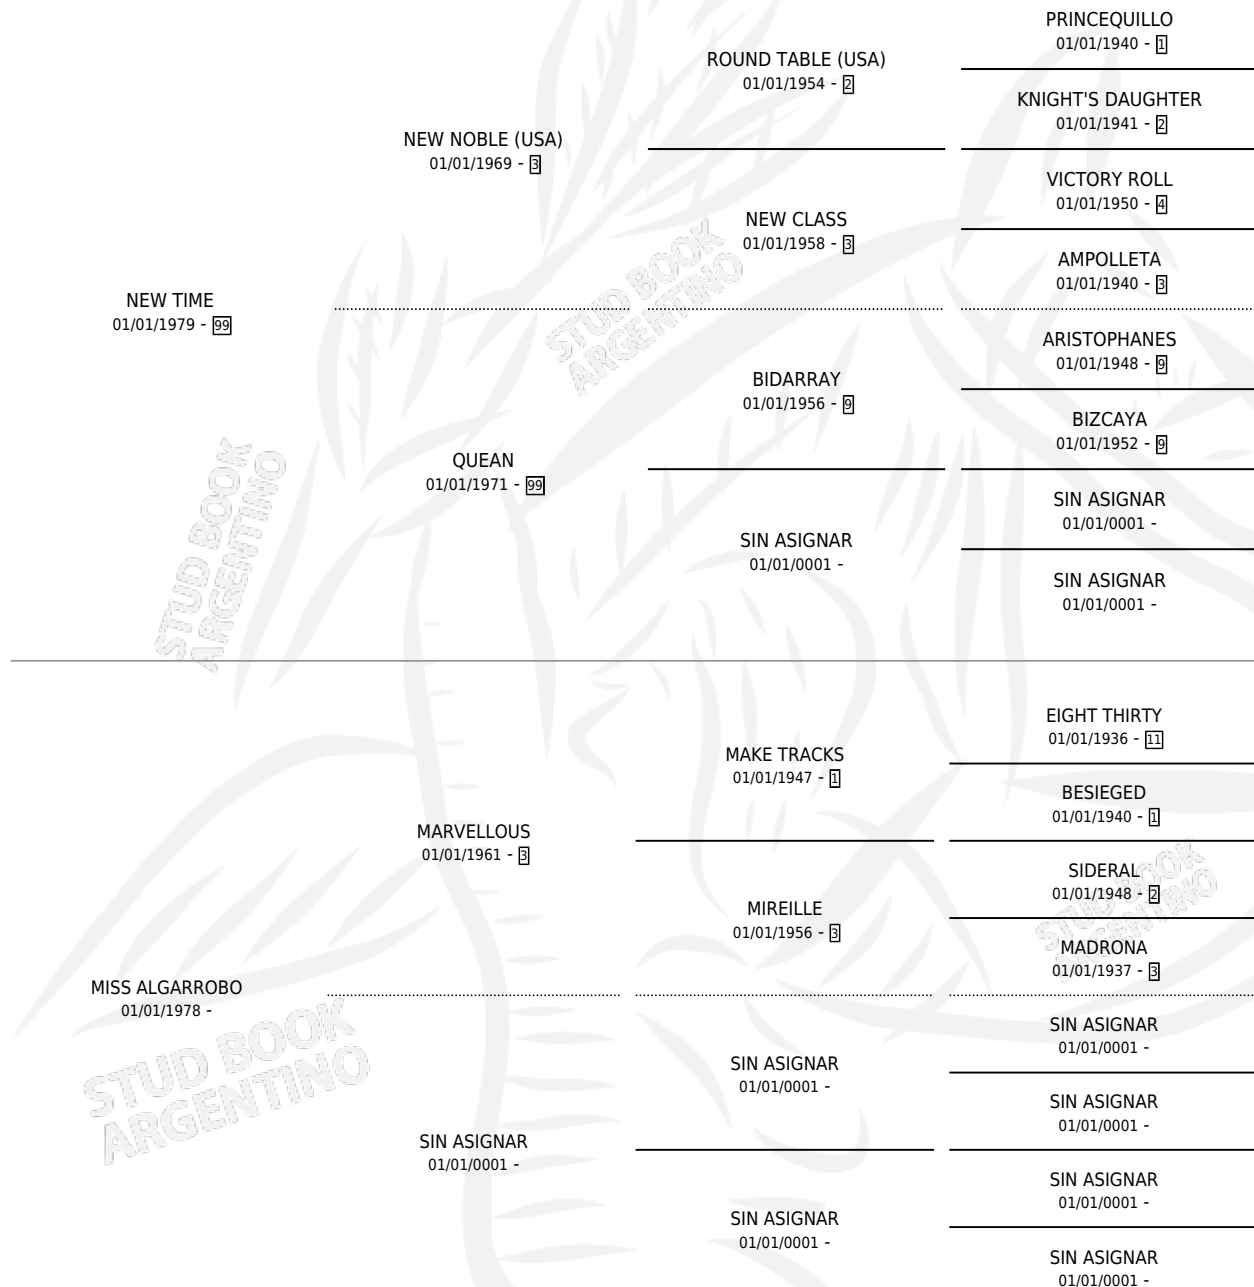 PRINCEQUILLO
01/01/1940 - 1
ROUND TABLE (USA)
01/01/1954 - 2
KNIGHT'S DAUGHTER
01/01/1941 - 2
NEW NOBLE (USA)
01/01/1969 - 3
VICTORY ROLL
01/01/1950 - 4
NEW CLASS
01/01/1958 - 3
AMPOLLETA
01/01/1940 - 3
NEW TIME
01/01/1979 - 99
STUD BOOK
ARGENTINO
ARISTOPHANES
01/01/1948 - 9
BIDARRAY
01/01/1956 - 9
BIZCAYA
01/01/1952 - 9
QUEAN
01/01/1971 - 99
SIN ASIGNAR
01/01/0001 -
SIN ASIGNAR
01/01/0001 -
SIN ASIGNAR
01/01/0001 -
STUD BOOK
ARGENTINO
EIGHT THIRTY
01/01/1936 - 11
MAKE TRACKS
01/01/1947 - 1
BESIEGED
01/01/1940 - 1
MARVELLOUS
01/01/1961 - 3
SIDERAL
01/01/1948 - 2
STUD BOOK
ARGENTINO
MIREILLE
01/01/1956 - 3
MADRONA
01/01/1937 - 3
MISS ALGARROBO
01/01/1978 -
SIN ASIGNAR
01/01/0001 -
SIN ASIGNAR
01/01/0001 -
STUD BOOK
ARGENTINO
SIN ASIGNAR
01/01/0001 -
SIN ASIGNAR
01/01/0001 -
SIN ASIGNAR
01/01/0001 -
SIN ASIGNAR
01/01/0001 -
SIN ASIGNAR
01/01/0001 -